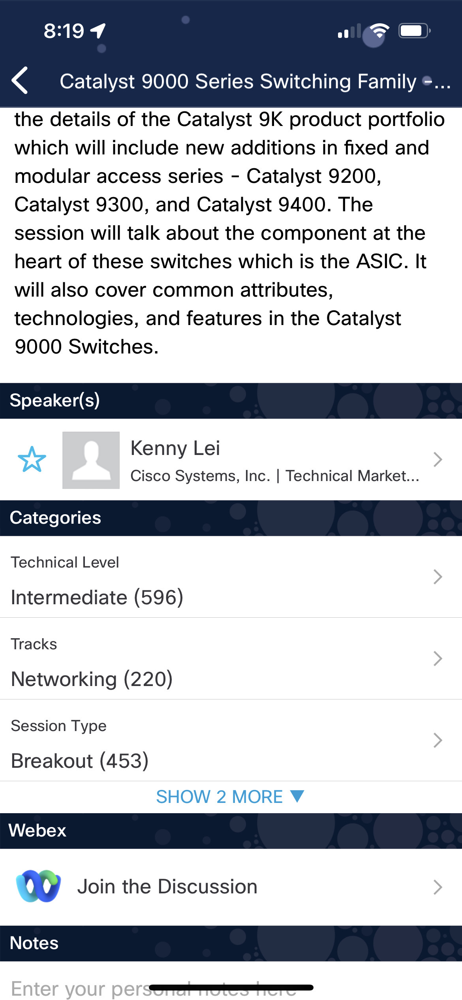 8:19
Catalyst 9000 Series Switching Family -...
the details of the Catalyst 9K product portfolio
which will include new additions in fixed and
modular access series - Catalyst 9200,
Catalyst 9300, and Catalyst 9400. The
session will talk about the component at the
heart of these switches which is the ASIC. It
will also cover common attributes,
technologies, and features in the Catalyst
9000 Switches.
Speaker(s)
Kenny Lei
Cisco Systems, Inc. | Technical Market...
Categories
Technical Level
Intermediate (596)
Tracks
Networking (220)
Session Type
Breakout (453)
SHOW 2 MORE ▼
Webex
Join the Discussion
Notes
Enter your personal notes here